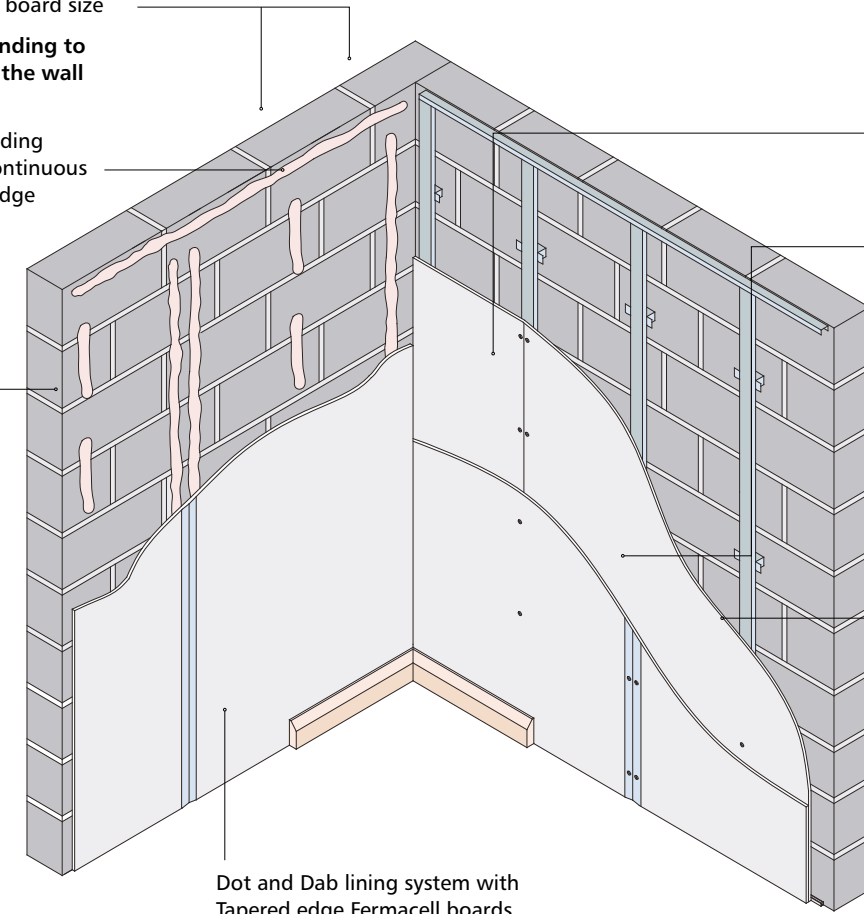 board size
nding to
the wall
ding
ontinuous
dge
Dot and Dab lining system with
Tapered edge Fermacell boards